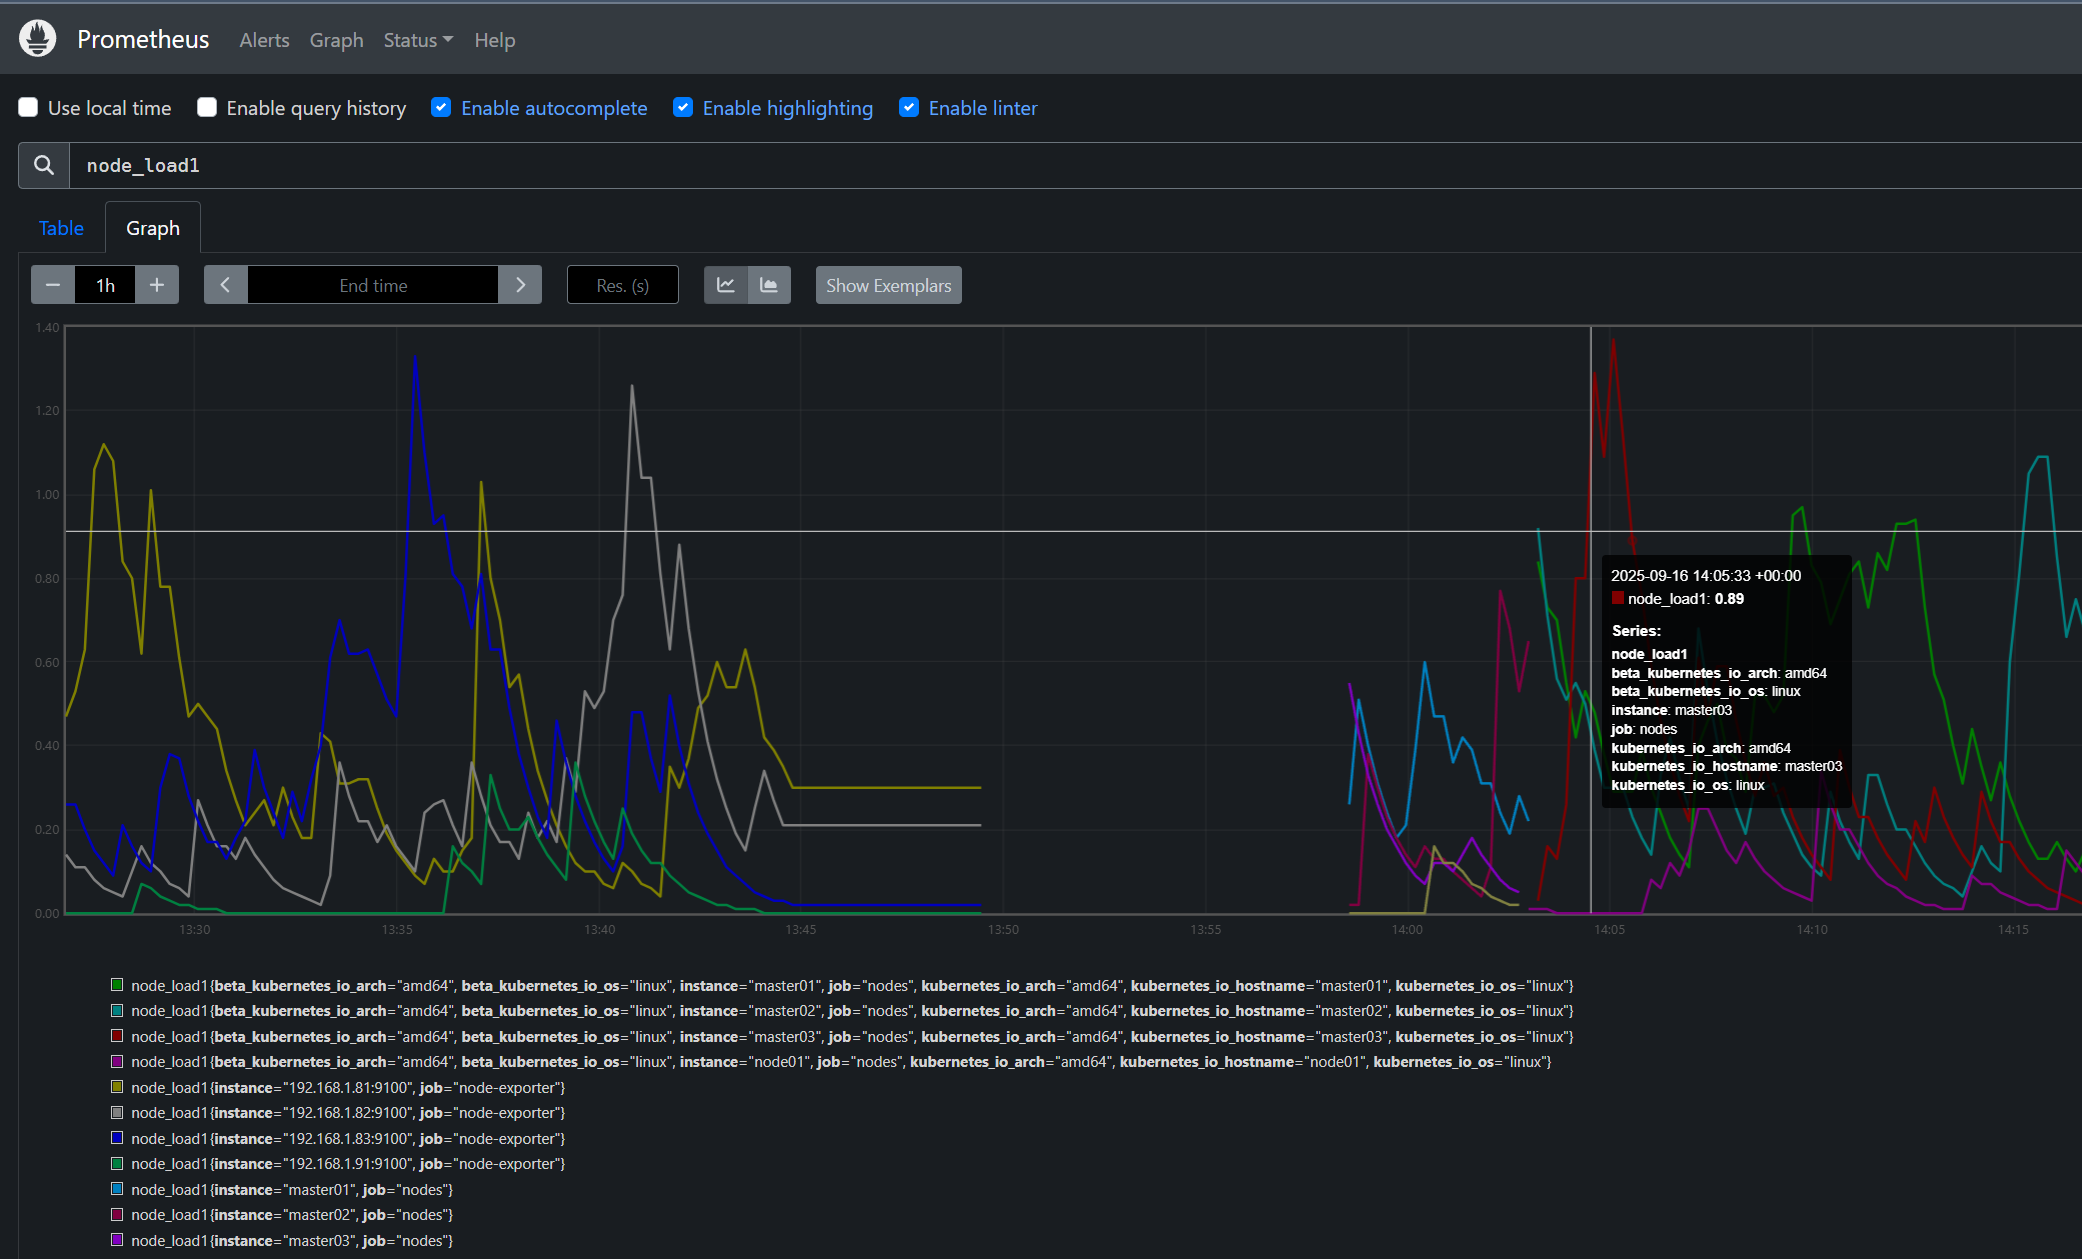 Prometheus Alerts Graph Status Help
Use local time Enable query history Enable autocomplete Enable highlighting Enable linter
node_load1
Table Graph
1h End time Res. (s) Show Exemplars
1.40
1.20
1.00
0.80
0.60
0.40
0.20
0.00
13:30 13:35 13:40 13:45 13:50 13:55 14:00 14:05 14:10 14:15
2025-09-16 14:05:33 +00:00
node_load1: 0.89
Series:
node_load1
beta_kubernetes_io_arch: amd64
beta_kubernetes_io_os: linux
instance: master03
job: nodes
kubernetes_io_arch: amd64
kubernetes_io_hostname: master03
kubernetes_io_os: linux
node_load1{beta_kubernetes_io_arch="amd64", beta_kubernetes_io_os="linux", instance="master01", job="nodes", kubernetes_io_arch="amd64", kubernetes_io_hostname="master01", kubernetes_io_os="linux"}
node_load1{beta_kubernetes_io_arch="amd64", beta_kubernetes_io_os="linux", instance="master02", job="nodes", kubernetes_io_arch="amd64", kubernetes_io_hostname="master02", kubernetes_io_os="linux"}
node_load1{beta_kubernetes_io_arch="amd64", beta_kubernetes_io_os="linux", instance="master03", job="nodes", kubernetes_io_arch="amd64", kubernetes_io_hostname="master03", kubernetes_io_os="linux"}
node_load1{beta_kubernetes_io_arch="amd64", beta_kubernetes_io_os="linux", instance="node01", job="nodes", kubernetes_io_arch="amd64", kubernetes_io_hostname="node01", kubernetes_io_os="linux"}
node_load1{instance="192.168.1.81:9100", job="node-exporter"}
node_load1{instance="192.168.1.82:9100", job="node-exporter"}
node_load1{instance="192.168.1.83:9100", job="node-exporter"}
node_load1{instance="192.168.1.91:9100", job="node-exporter"}
node_load1{instance="master01", job="nodes"}
node_load1{instance="master02", job="nodes"}
node_load1{instance="master03", job="nodes"}